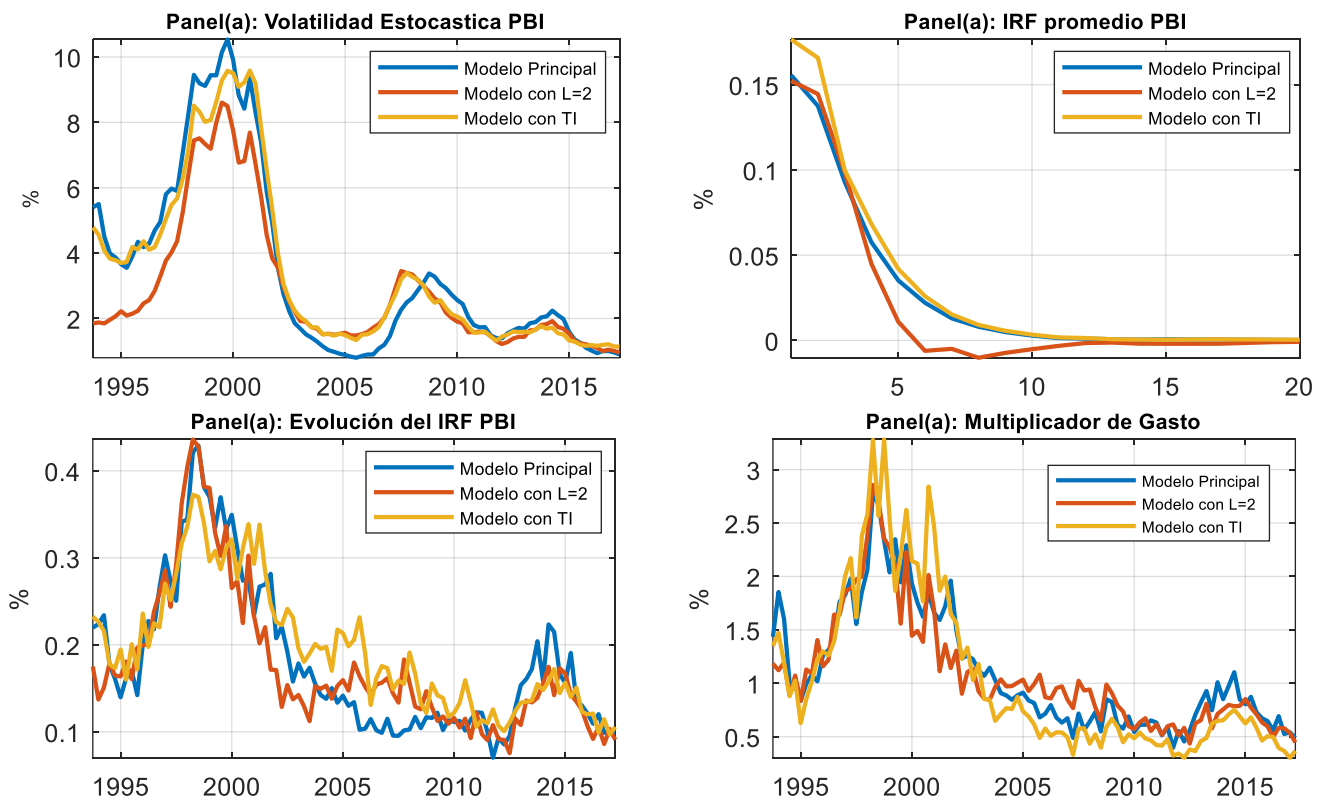 Panel(a): Volatilidad Estocastica PBI
10
8
6
4
2
%
1995 2000 2005 2010 2015
Modelo Principal
Modelo con L=2
Modelo con TI
Panel(a): IRF promedio PBI
0.15
0.1
0.05
0
%
5 10 15 20
Modelo Principal
Modelo con L=2
Modelo con TI
Panel(a): Evolución del IRF PBI
0.4
0.3
0.2
0.1
%
1995 2000 2005 2010 2015
Modelo Principal
Modelo con L=2
Modelo con TI
Panel(a): Multiplicador de Gasto
3
2.5
2
1.5
1
0.5
%
1995 2000 2005 2010 2015
Modelo Principal
Modelo con L=2
Modelo con TI